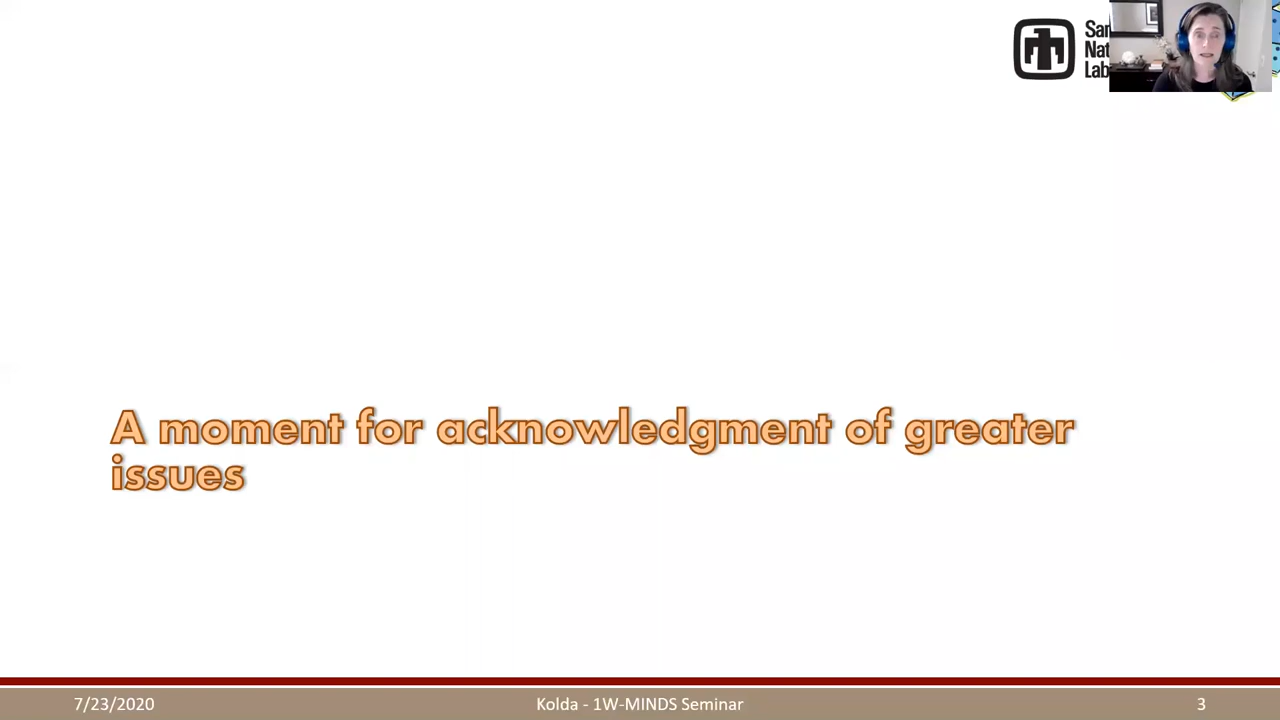 A moment for acknowledgment of greater
issues
7/23/2020
Kolda - 1W-MINDS Seminar
3